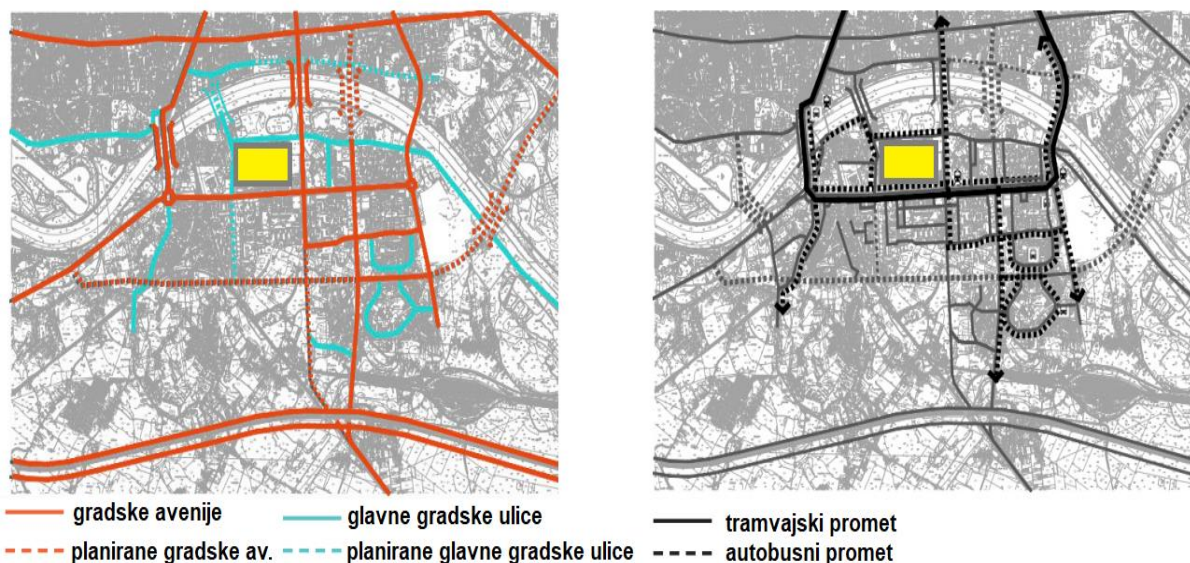 gradske avenije
glavne gradske ulice
tramvajski promet
planirane gradske av.
planirane glavne gradske ulice
autobusni promet